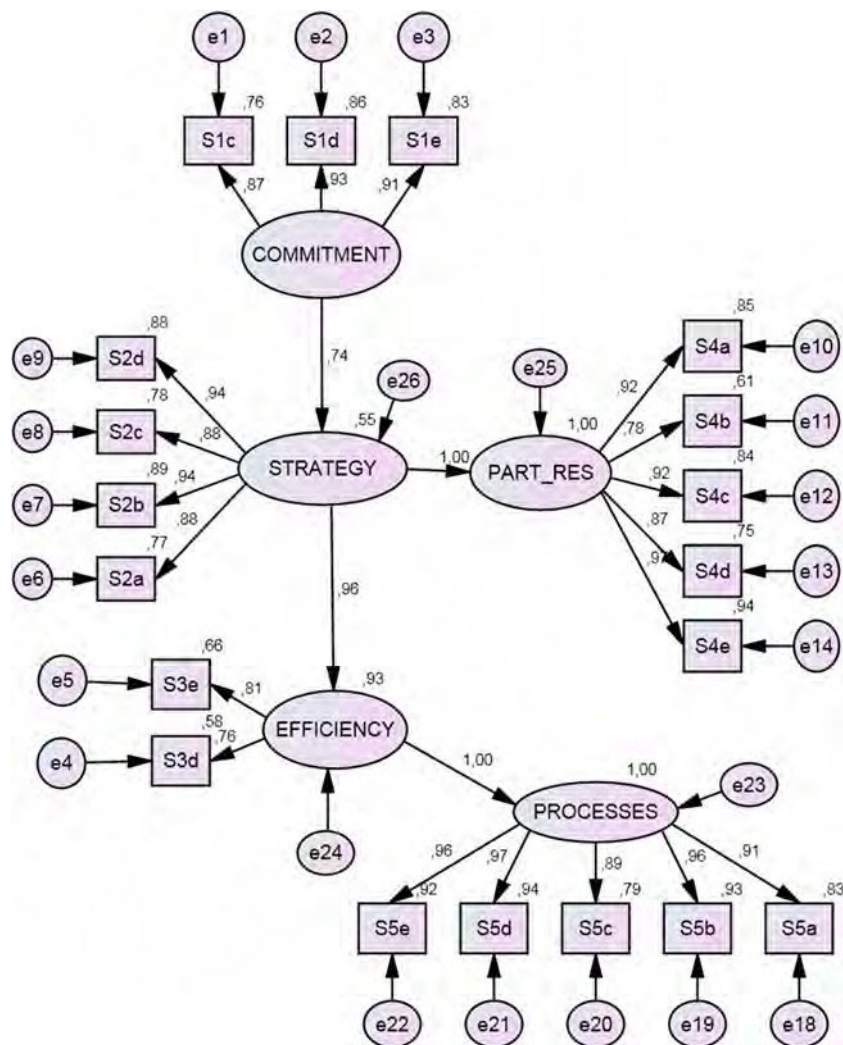 e1 e2 e3
,76 ,86 ,83
S1c S1d S1e
,87 ,93 ,91
COMMITMENT
,74
,88
e9 S2d
,94
,78
e8 S2c
,88
,89
e7 S2b
,94
,77
e6 S2a
,88
e26
,55
STRATEGY
1,00
e25
1,00
PART_RES
,85
,92 S4a e10
,61
,78 S4b e11
,84
,92 S4c e12
,75
,87 S4d e13
,94
S4e e14
,96
,66
e5 S3e
,81
,93
EFFICIENCY
,58
,76
e4 S3d
e24
1,00
1,00
e23
PROCESSES
,96 ,97 ,89 ,96 ,91
,92 ,94 ,79 ,93 ,83
S5e S5d S5c S5b S5a
e22 e21 e20 e19 e18